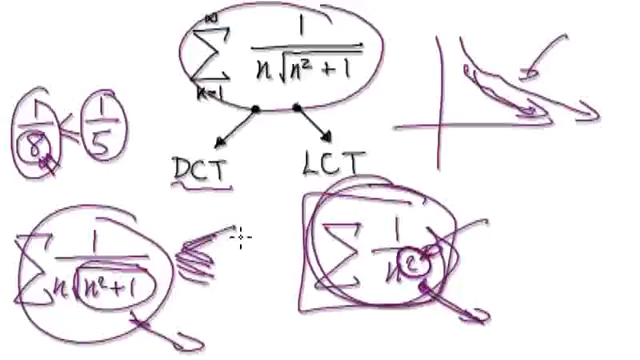 ∞
∑ 1/(n√(n²+1))
n=1
1/8 < 1/5
DCT LCT
∑ 1/(n√(n²+1)) < ∑ 1/n²